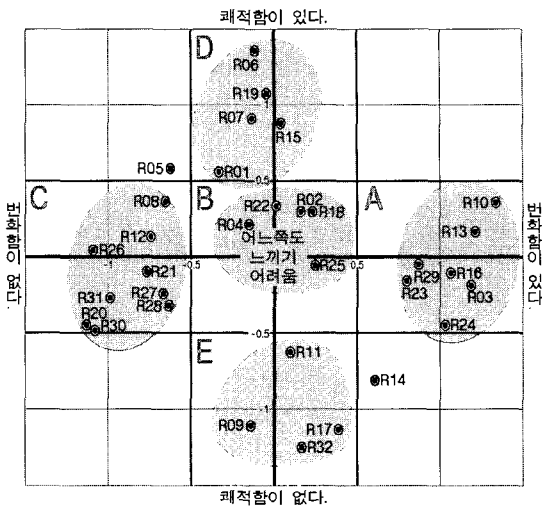 쾌적함이 있다.
D
R06
R19
R07
R15
R01
0.5
R05
C
B
A
R08
R22
R02
R18
R10
R04
R12
R13
R26
어느쪽도
느끼기
어려움
번화함이 없다.
번화함이 있다.
-1
-0.5
0.5
1
R21
R25
R29
R16
R23
R03
R27
R31
R28
R20
R30
R24
-0.5
E
R11
R14
-1
R09
R17
R32
쾌적함이 없다.